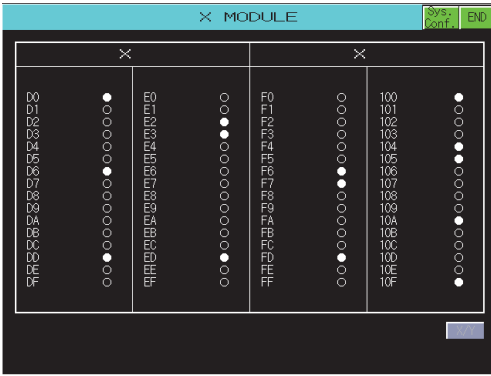 X MODULE Sys. Conf. END
X X
D0 E0 F0 100
D1 E1 F1 101
D2 E2 F2 102
D3 E3 F3 103
D4 E4 F4 104
D5 E5 F5 105
D6 E6 F6 106
D7 E7 F7 107
D8 E8 F8 108
D9 E9 F9 109
DA E0A FA 10A
DB EB FB 10B
DC EC FC 10C
DD ED FD 10D
DE EE FE 10E
DF EF FF 10F
X/Y